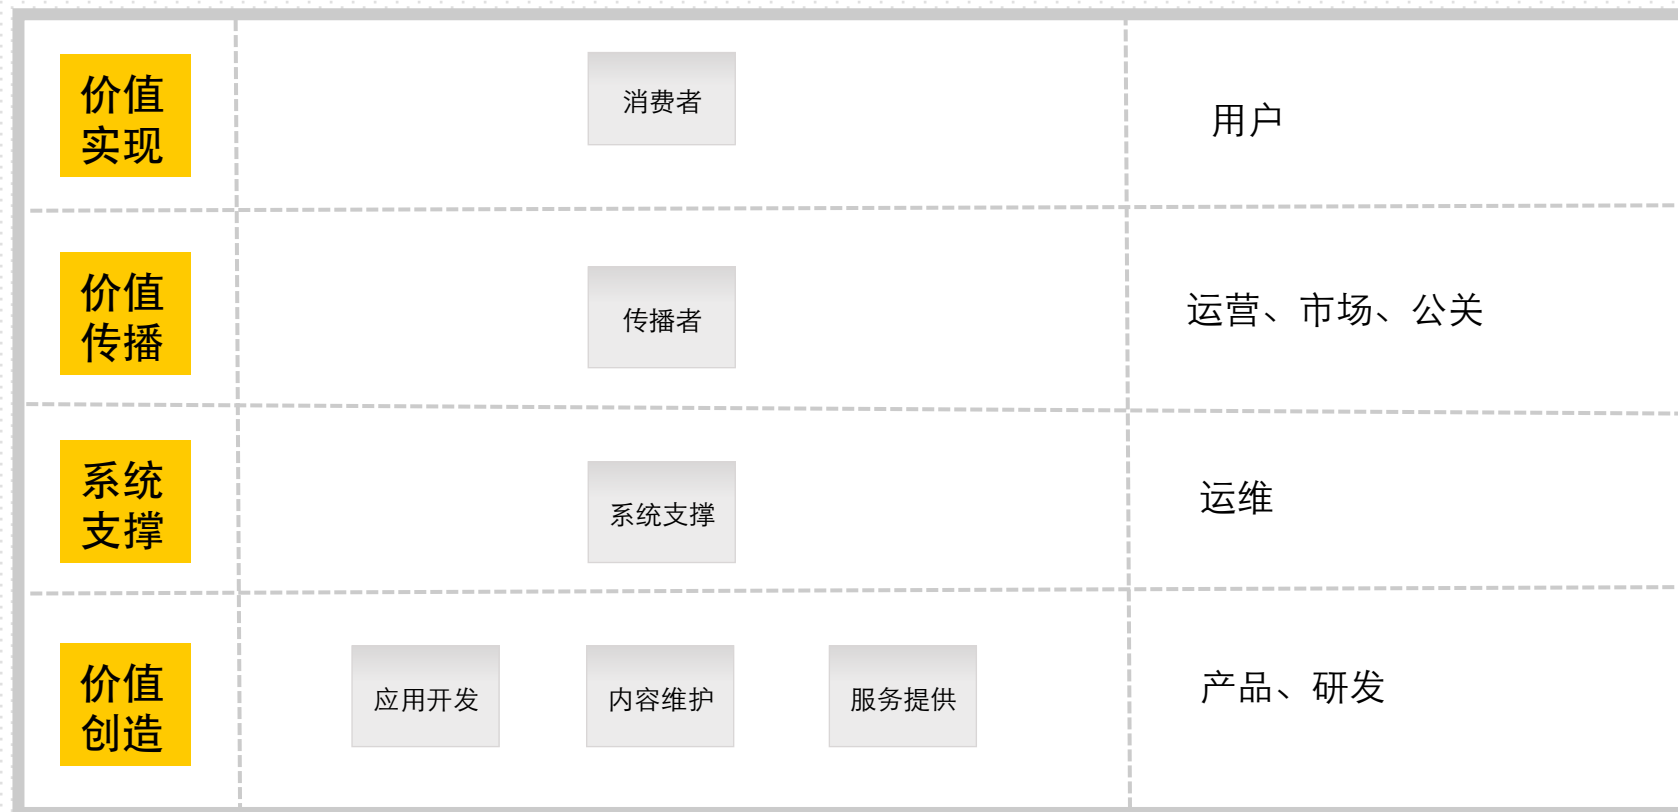 价值
实现
消费者
用户
价值
传播
传播者
运营、市场、公关
系统
支撑
系统支撑
运维
价值
创造
应用开发
内容维护
服务提供
产品、研发